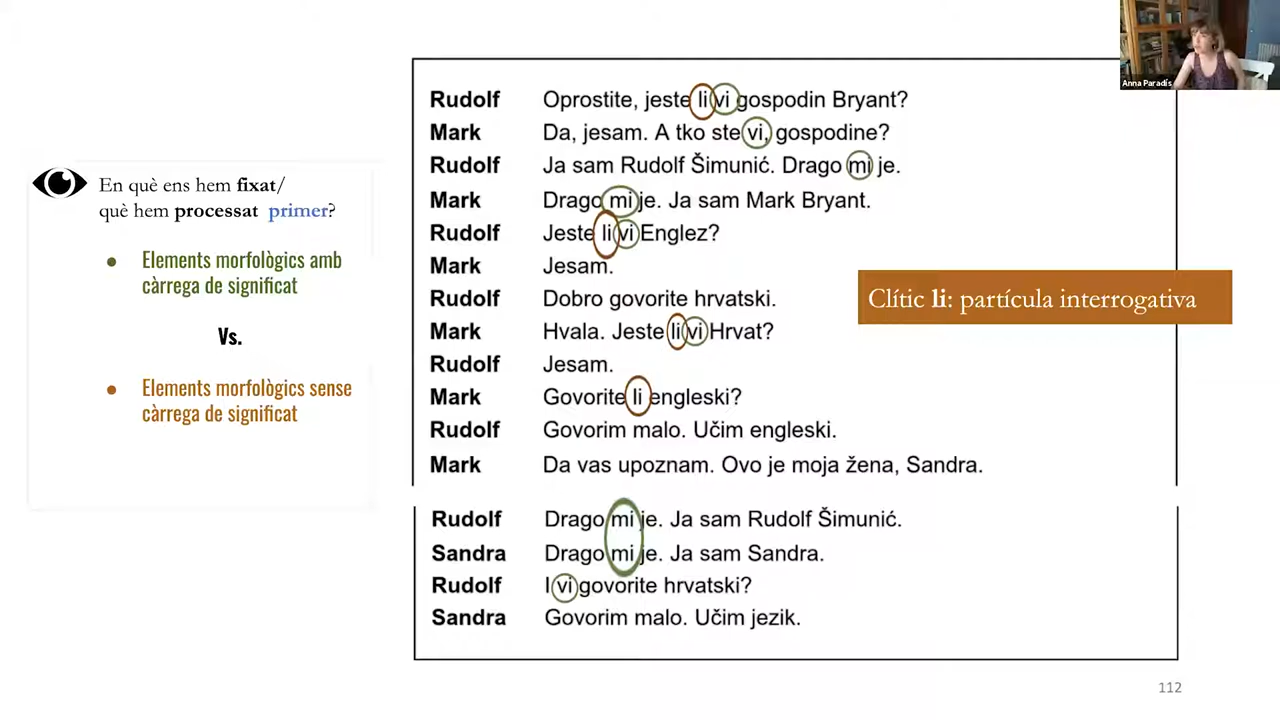 Anna Paradís
En què ens hem fixat/
què hem processat primer?
Elements morfològics amb
càrrega de significat
Vs.
Elements morfològics sense
càrrega de significat
Rudolf Oprostite, jeste li vi gospodin Bryant?
Mark Da, jesam. A tko ste vi, gospodine?
Rudolf Ja sam Rudolf Šimunić. Drago mi je.
Mark Drago mi je. Ja sam Mark Bryant.
Rudolf Jeste li vi Englez?
Mark Jesam.
Rudolf Dobro govorite hrvatski.
Mark Hvala. Jeste li vi Hrvat?
Rudolf Jesam.
Mark Govorite li engleski?
Rudolf Govorim malo. Učim engleski.
Mark Da vas upoznam. Ovo je moja žena, Sandra.
Rudolf Drago mi je. Ja sam Rudolf Šimunić.
Sandra Drago mi je. Ja sam Sandra.
Rudolf I vi govorite hrvatski?
Sandra Govorim malo. Učim jezik.
Clític li: partícula interrogativa
112